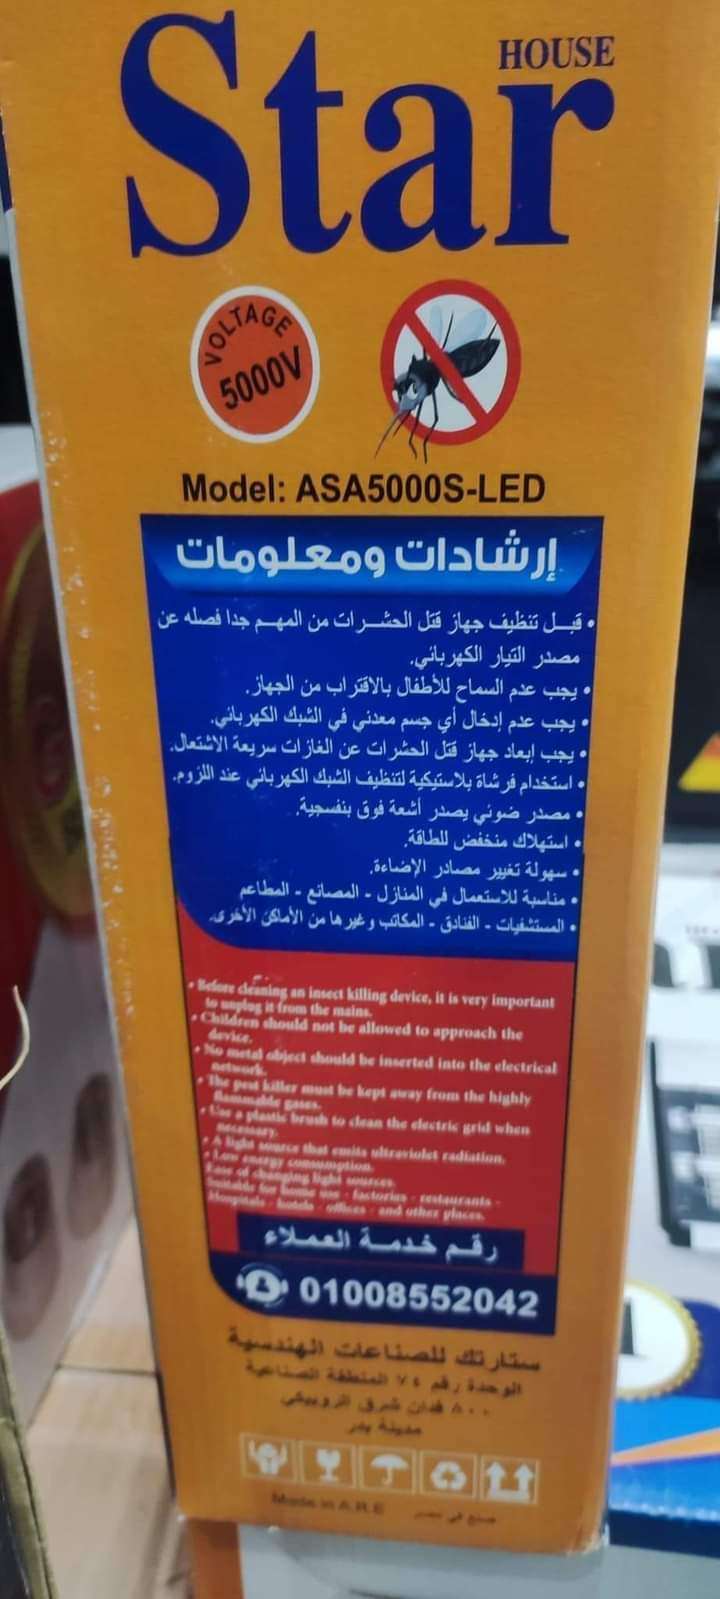 HOUSE
Star
VOLTAGE
5000V
Model: ASA5000S-LED
إرشادات ومعلومات
• قبـل تنظيف جهاز قتل الحشـرات من المهـم جدا فصله عن
مصدر التيار الكهربائي.
• يجب عدم السماح للأطفال بالاقتراب من الجهاز.
• يجب عدم إدخال أي جسم معدني في الشبك الكهربائي.
• يجب إبعاد جهاز قتل الحشرات عن الغازات سريعة الاشتعال.
• استخدام فرشاة بلاستيكية لتنظيف الشبك الكهربائي عند اللزوم.
• مصدر ضوئي يصدر أشعة فوق بنفسجية.
• استهلاك منخفض للطاقة.
• سهولة تغيير مصادر الإضاءة.
• مناسبة للاستعمال في المنازل - المصانع - المطاعم
• المستشفيات - الفنادق - المكاتب وغيرها من الأماكن الأخرى.
• Before cleaning an insect killing device, it is very important
to unplug it from the mains.
• Children should not be allowed to approach the
device.
• No metal object should be inserted into the electrical
network.
• The pest killer must be kept away from the highly
flammable gases.
• Use a plastic brush to clean the electric grid when
necessary.
• A light source that emits ultraviolet radiation.
• Low energy consumption.
Ease of changing light sources.
Suitable for home use - factories - restaurants -
Hospitals - hotels - offices - and other places.
رقم خدمة العملاء
01008552042
ستارتك للصناعات الهندسية
الوحدة رقم ٧٤ المنطقة الصناعية
٥٨٠ فدان شرق الروبيكي
مدينة بدر
Made in A.R.E
صنع في مصر